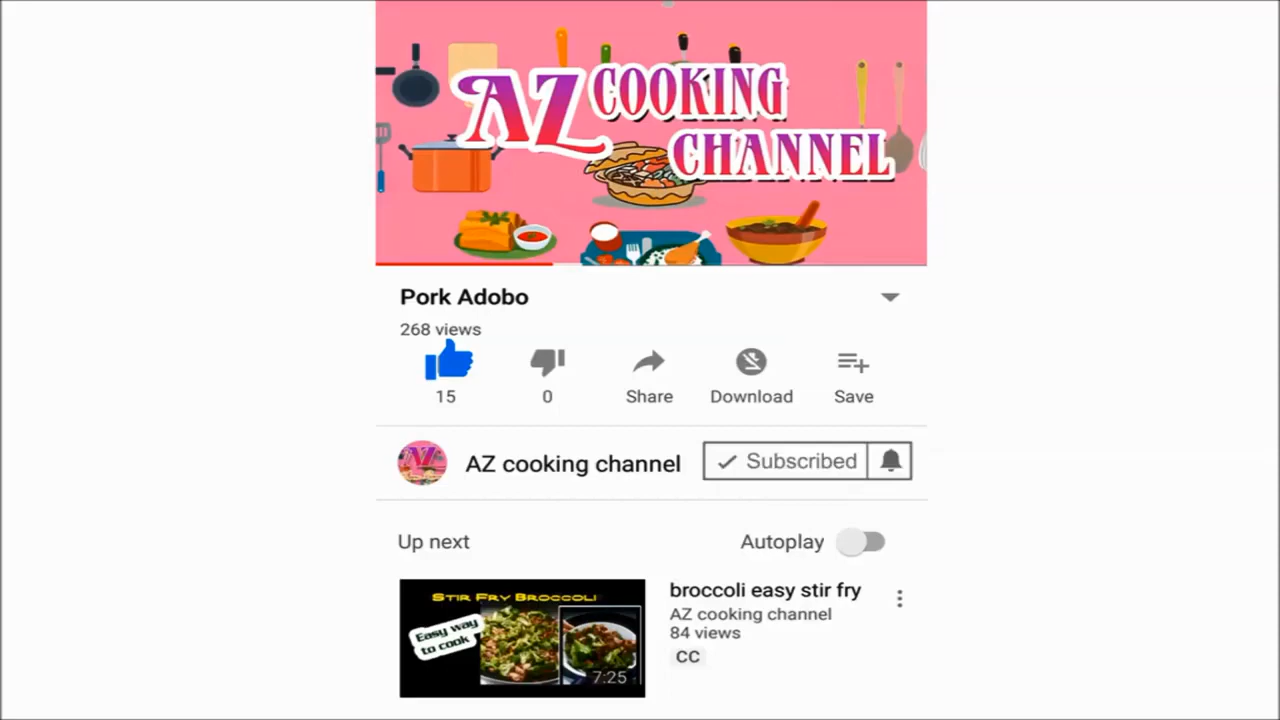 AZ COOKING
CHANNEL
Pork Adobo
268 views
15
0
Share
Download
Save
AZ
AZ cooking channel
Subscribed
Up next
Autoplay
STIR FRY BROCCOLI
Easy way
to cook
7:25
broccoli easy stir fry
AZ cooking channel
84 views
CC